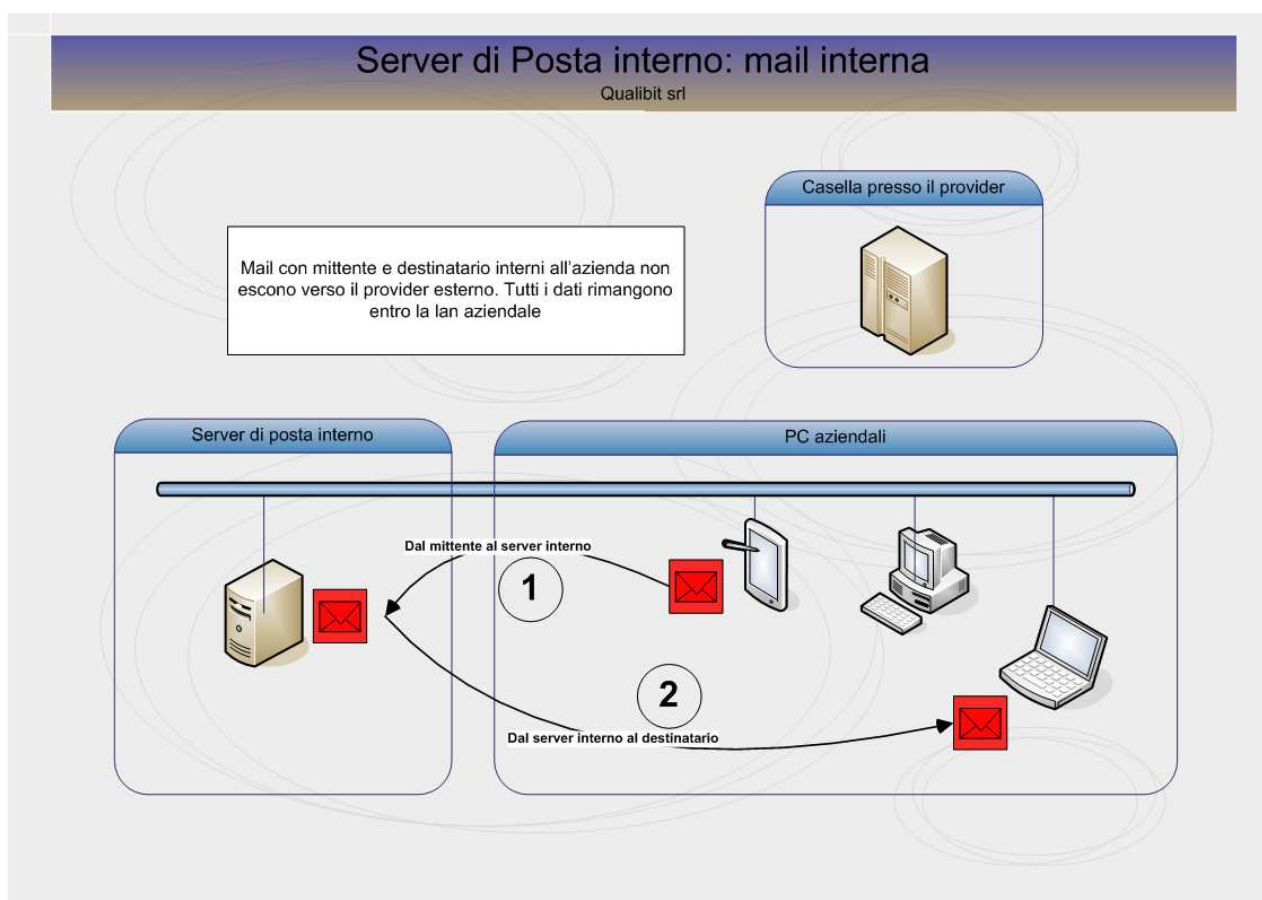 Server di Posta interno: mail interna
Qualibit srl
Casella presso il provider
Mail con mittente e destinatario interni all'azienda non
escono verso il provider esterno. Tutti i dati rimangono
entro la lan aziendale
Server di posta interno
PC aziendali
Dal mittente al server interno
1
2
Dal server interno al destinatario